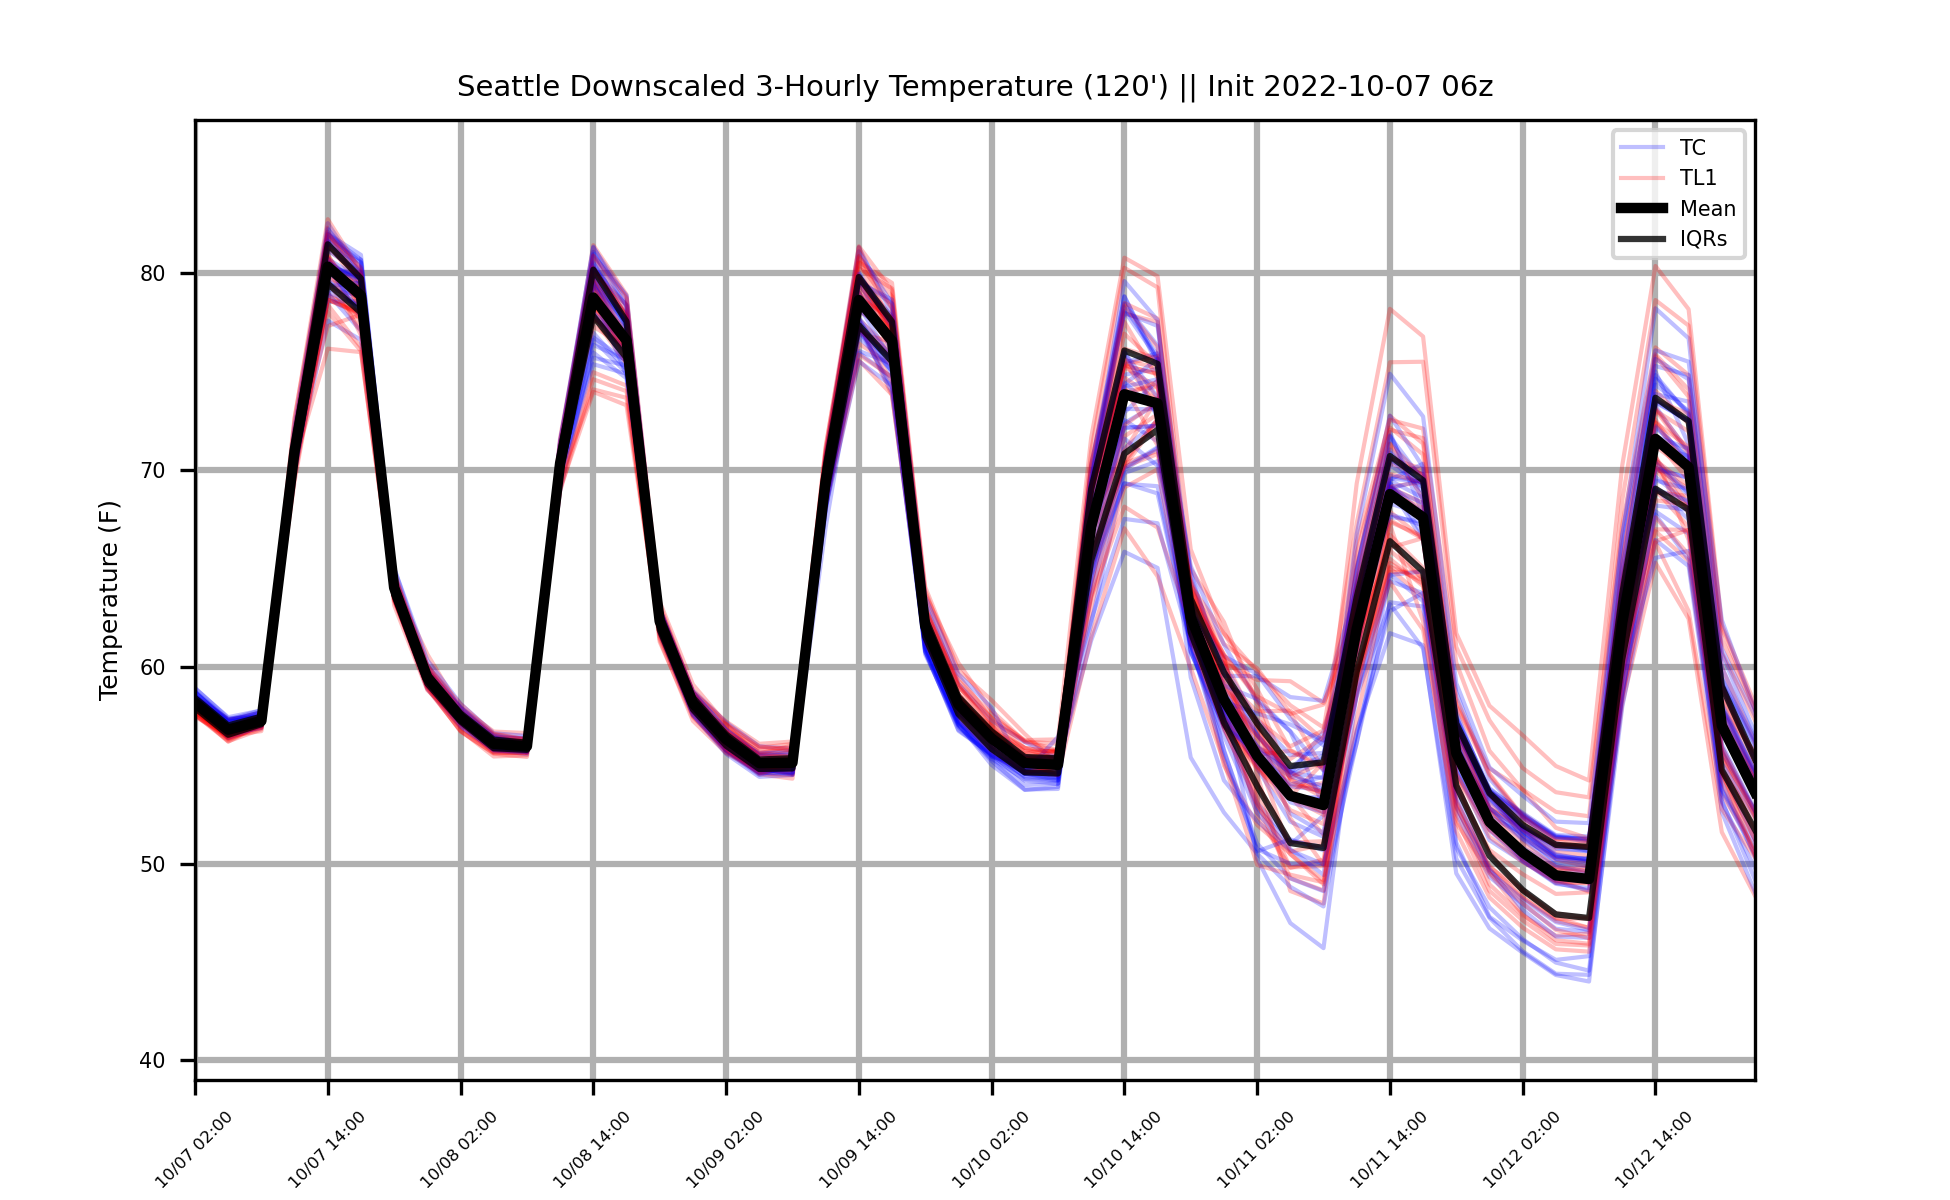 Seattle Downscaled 3-Hourly Temperature (120') || Init 2022-10-07 06z
TC
TL1
Mean
IQRs
Temperature (F)
80
70
60
50
40
10/07 02:00
10/07 14:00
10/08 02:00
10/08 14:00
10/09 02:00
10/09 14:00
10/10 02:00
10/10 14:00
10/11 02:00
10/11 14:00
10/12 02:00
10/12 14:00